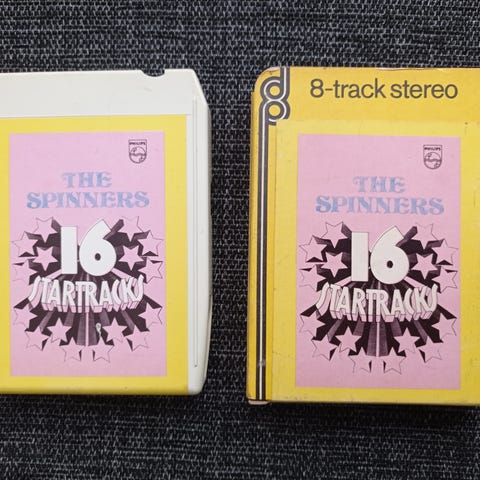 PHILIPS
THE
SPINNERS
16
STARTRACKS
8-track stereo
PHILIPS
THE
SPINNERS
16
STARTRACKS